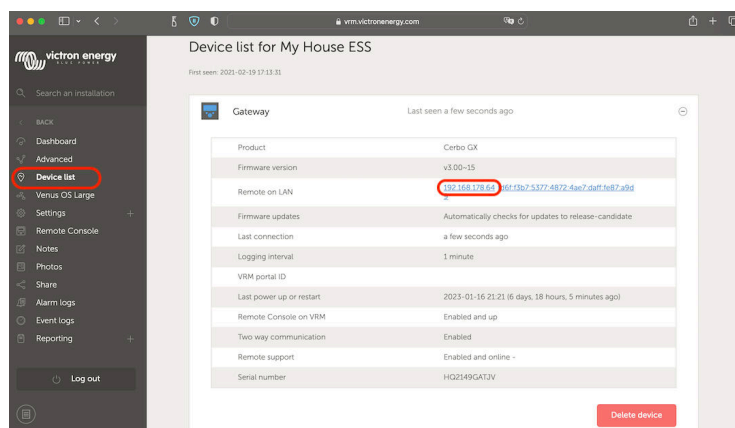 vrm.victronenergy.com
victron energy
BLUE POWER
Search an installation
BACK
Dashboard
Advanced
Device list
Venus OS Large
Settings
Remote Console
Notes
Photos
Share
Alarm logs
Event logs
Reporting
Log out
Device list for My House ESS
First seen: 2021-02-19 17:13:31
Gateway Last seen a few seconds ago
Product Cerbo GX
Firmware version v3.00~15
Remote on LAN 192.168.178.64
Firmware updates Automatically checks for updates to release-candidate
Last connection a few seconds ago
Logging interval 1 minute
VRM portal ID
Last power up or restart 2023-01-16 21:21 (6 days, 18 hours, 5 minutes ago)
Remote Console on VRM Enabled and up
Two way communication Enabled
Remote support Enabled and online -
Serial number HQ2149GATJV
Delete device